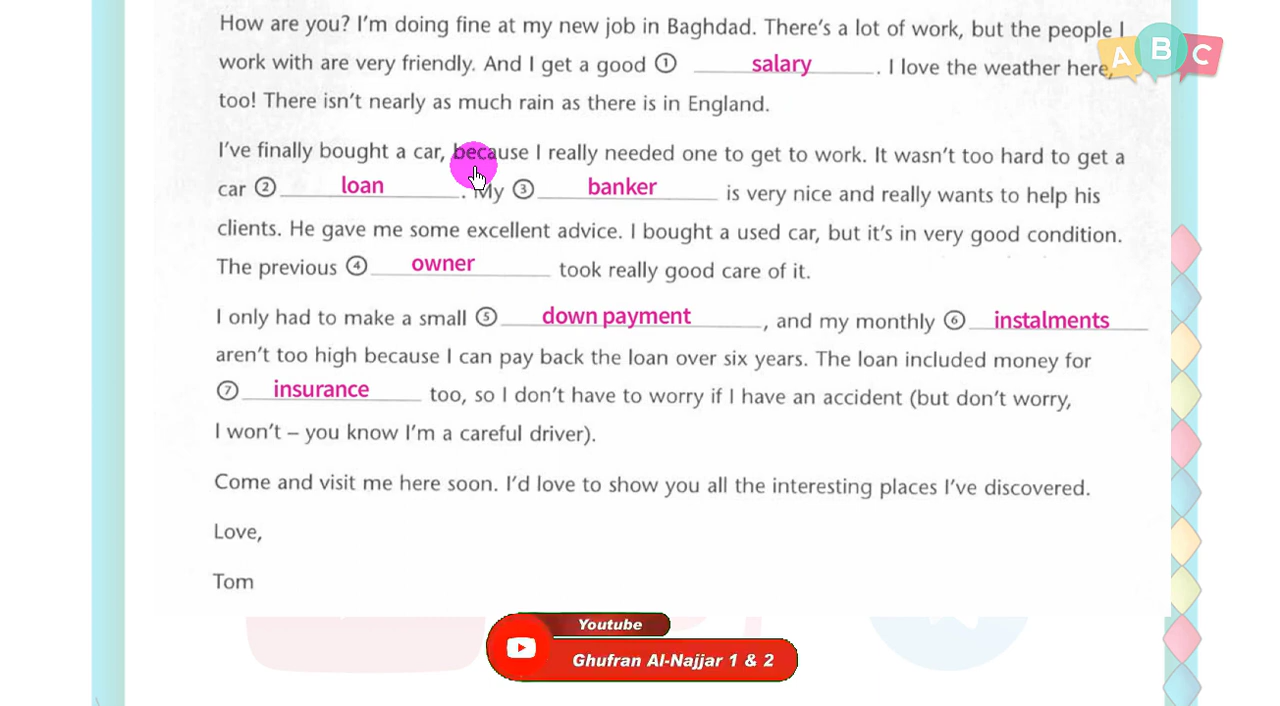 How are you? I'm doing fine at my new job in Baghdad. There's a lot of work, but the people I
work with are very friendly. And I get a good ① salary. I love the weather here,
too! There isn't nearly as much rain as there is in England.
I've finally bought a car, because I really needed one to get to work. It wasn't too hard to get a
car ② loan. My ③ banker is very nice and really wants to help his
clients. He gave me some excellent advice. I bought a used car, but it's in very good condition.
The previous ④ owner took really good care of it.
I only had to make a small ⑤ down payment, and my monthly ⑥ instalments
aren't too high because I can pay back the loan over six years. The loan included money for
⑦ insurance too, so I don't have to worry if I have an accident (but don't worry,
I won't – you know I'm a careful driver).
Come and visit me here soon. I'd love to show you all the interesting places I've discovered.
Love,
Tom
A B C
Youtube
Ghufran Al-Najjar 1 & 2